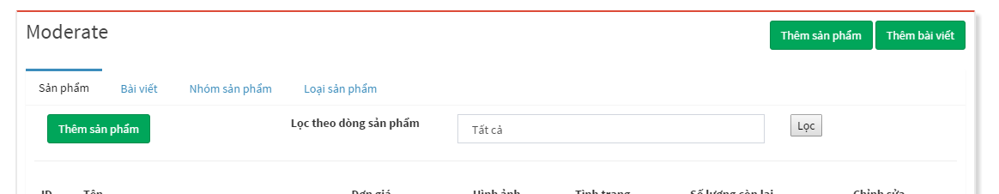 Moderate
Thêm sản phẩm Thêm bài viết
Sản phẩm Bài viết Nhóm sản phẩm Loại sản phẩm
Thêm sản phẩm Lọc theo dòng sản phẩm Tất cả Lọc
ID Tên Đơn giá Hình ảnh Tình trạng Số lượng còn lại Chỉnh sửa